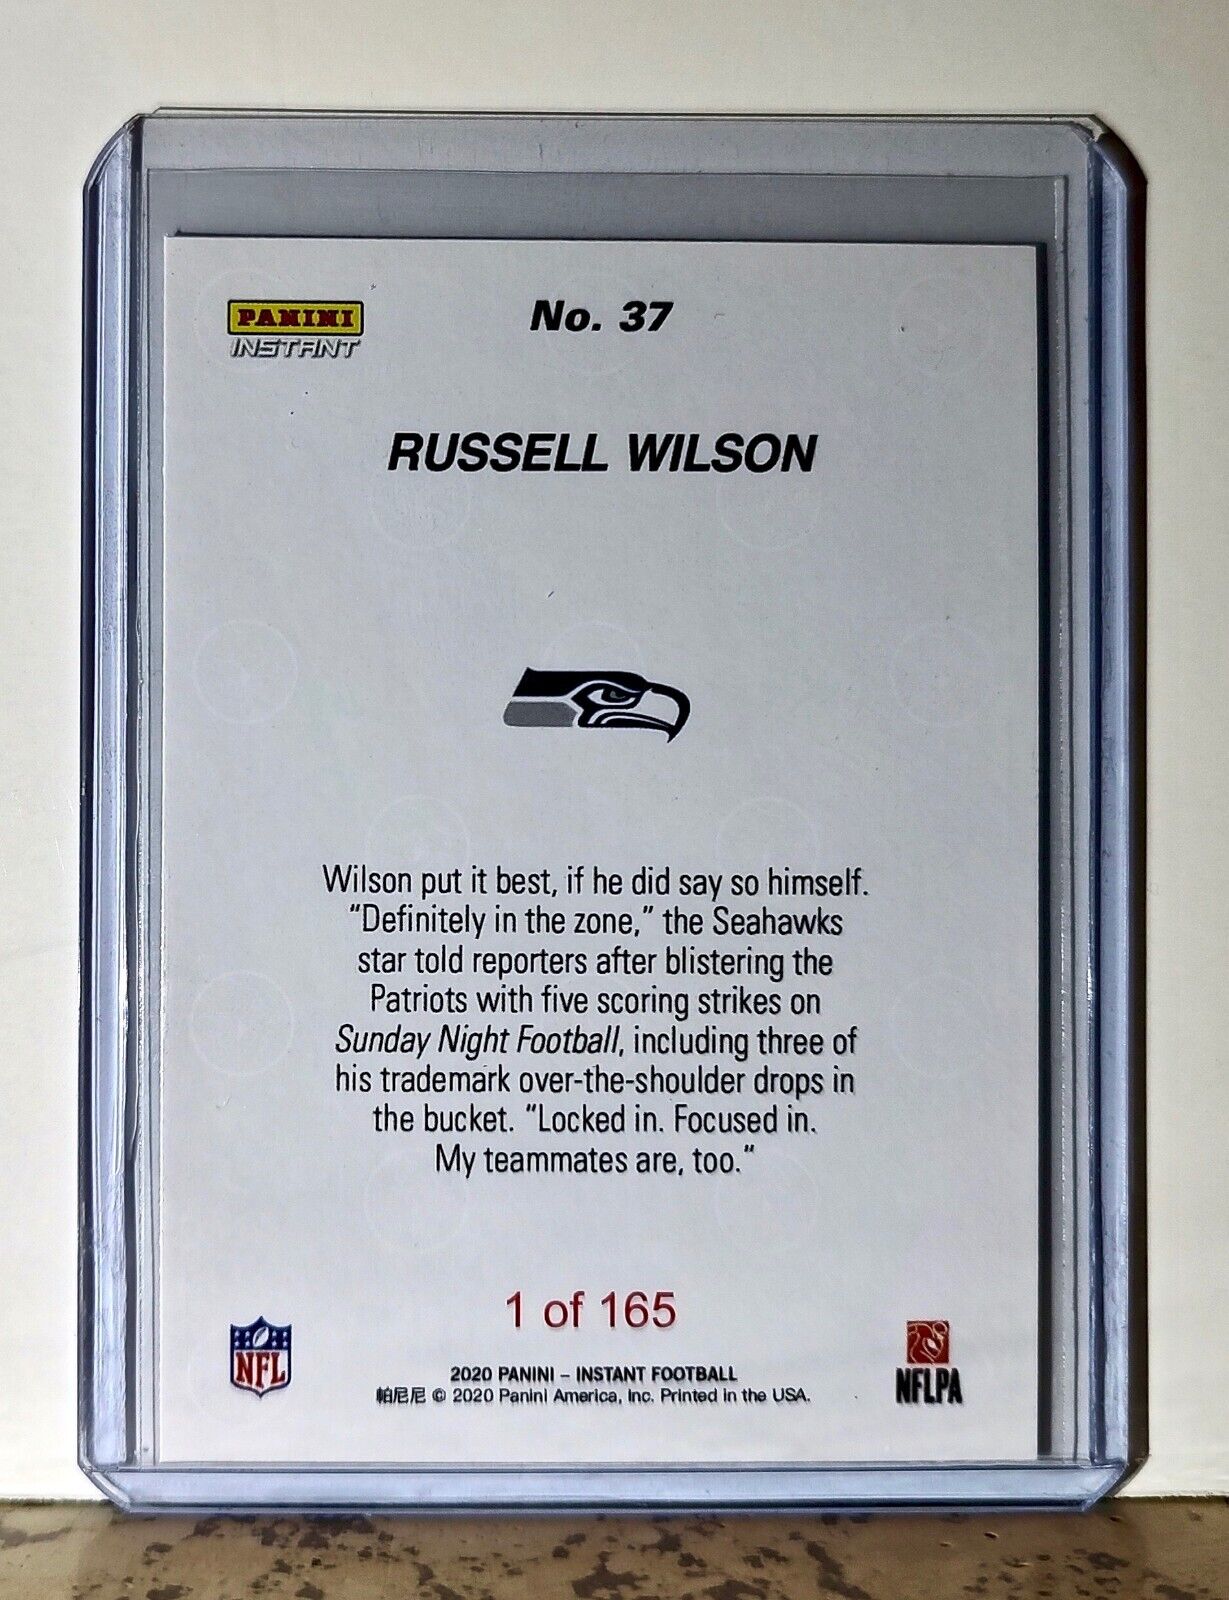 PANINI
INSTANT
No. 37
RUSSELL WILSON
Wilson put it best, if he did say so himself.
"Definitely in the zone," the Seahawks
star told reporters after blistering the
Patriots with five scoring strikes on
Sunday Night Football, including three of
his trademark over-the-shoulder drops in
the bucket. "Locked in. Focused in.
My teammates are, too."
1 of 165
NFL
2020 PANINI – INSTANT FOOTBALL
帕尼尼 © 2020 Panini America, Inc. Printed in the USA.
NFLPA